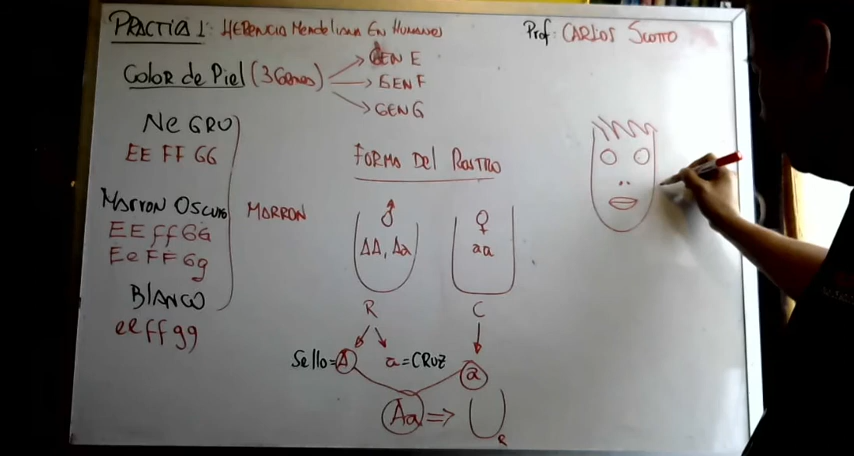 PRACTICA 1: HERENCIA MendeliANA EN HUMANOS
Prof: CARLOS SCOTTO
Color de Piel (3 Genes)
GEN E
GEN F
GEN G
NeGRO
EE FF GG
MARRON OSCURO
EE ff GG
Ee FF Gg
BlANCO
ee ff gg
MARRON
FORMA Del ROSTRO
♂
AA, Aa
R
♀
aa
C
Sello = A
a = CRUZ
a
Aa ⇒
R